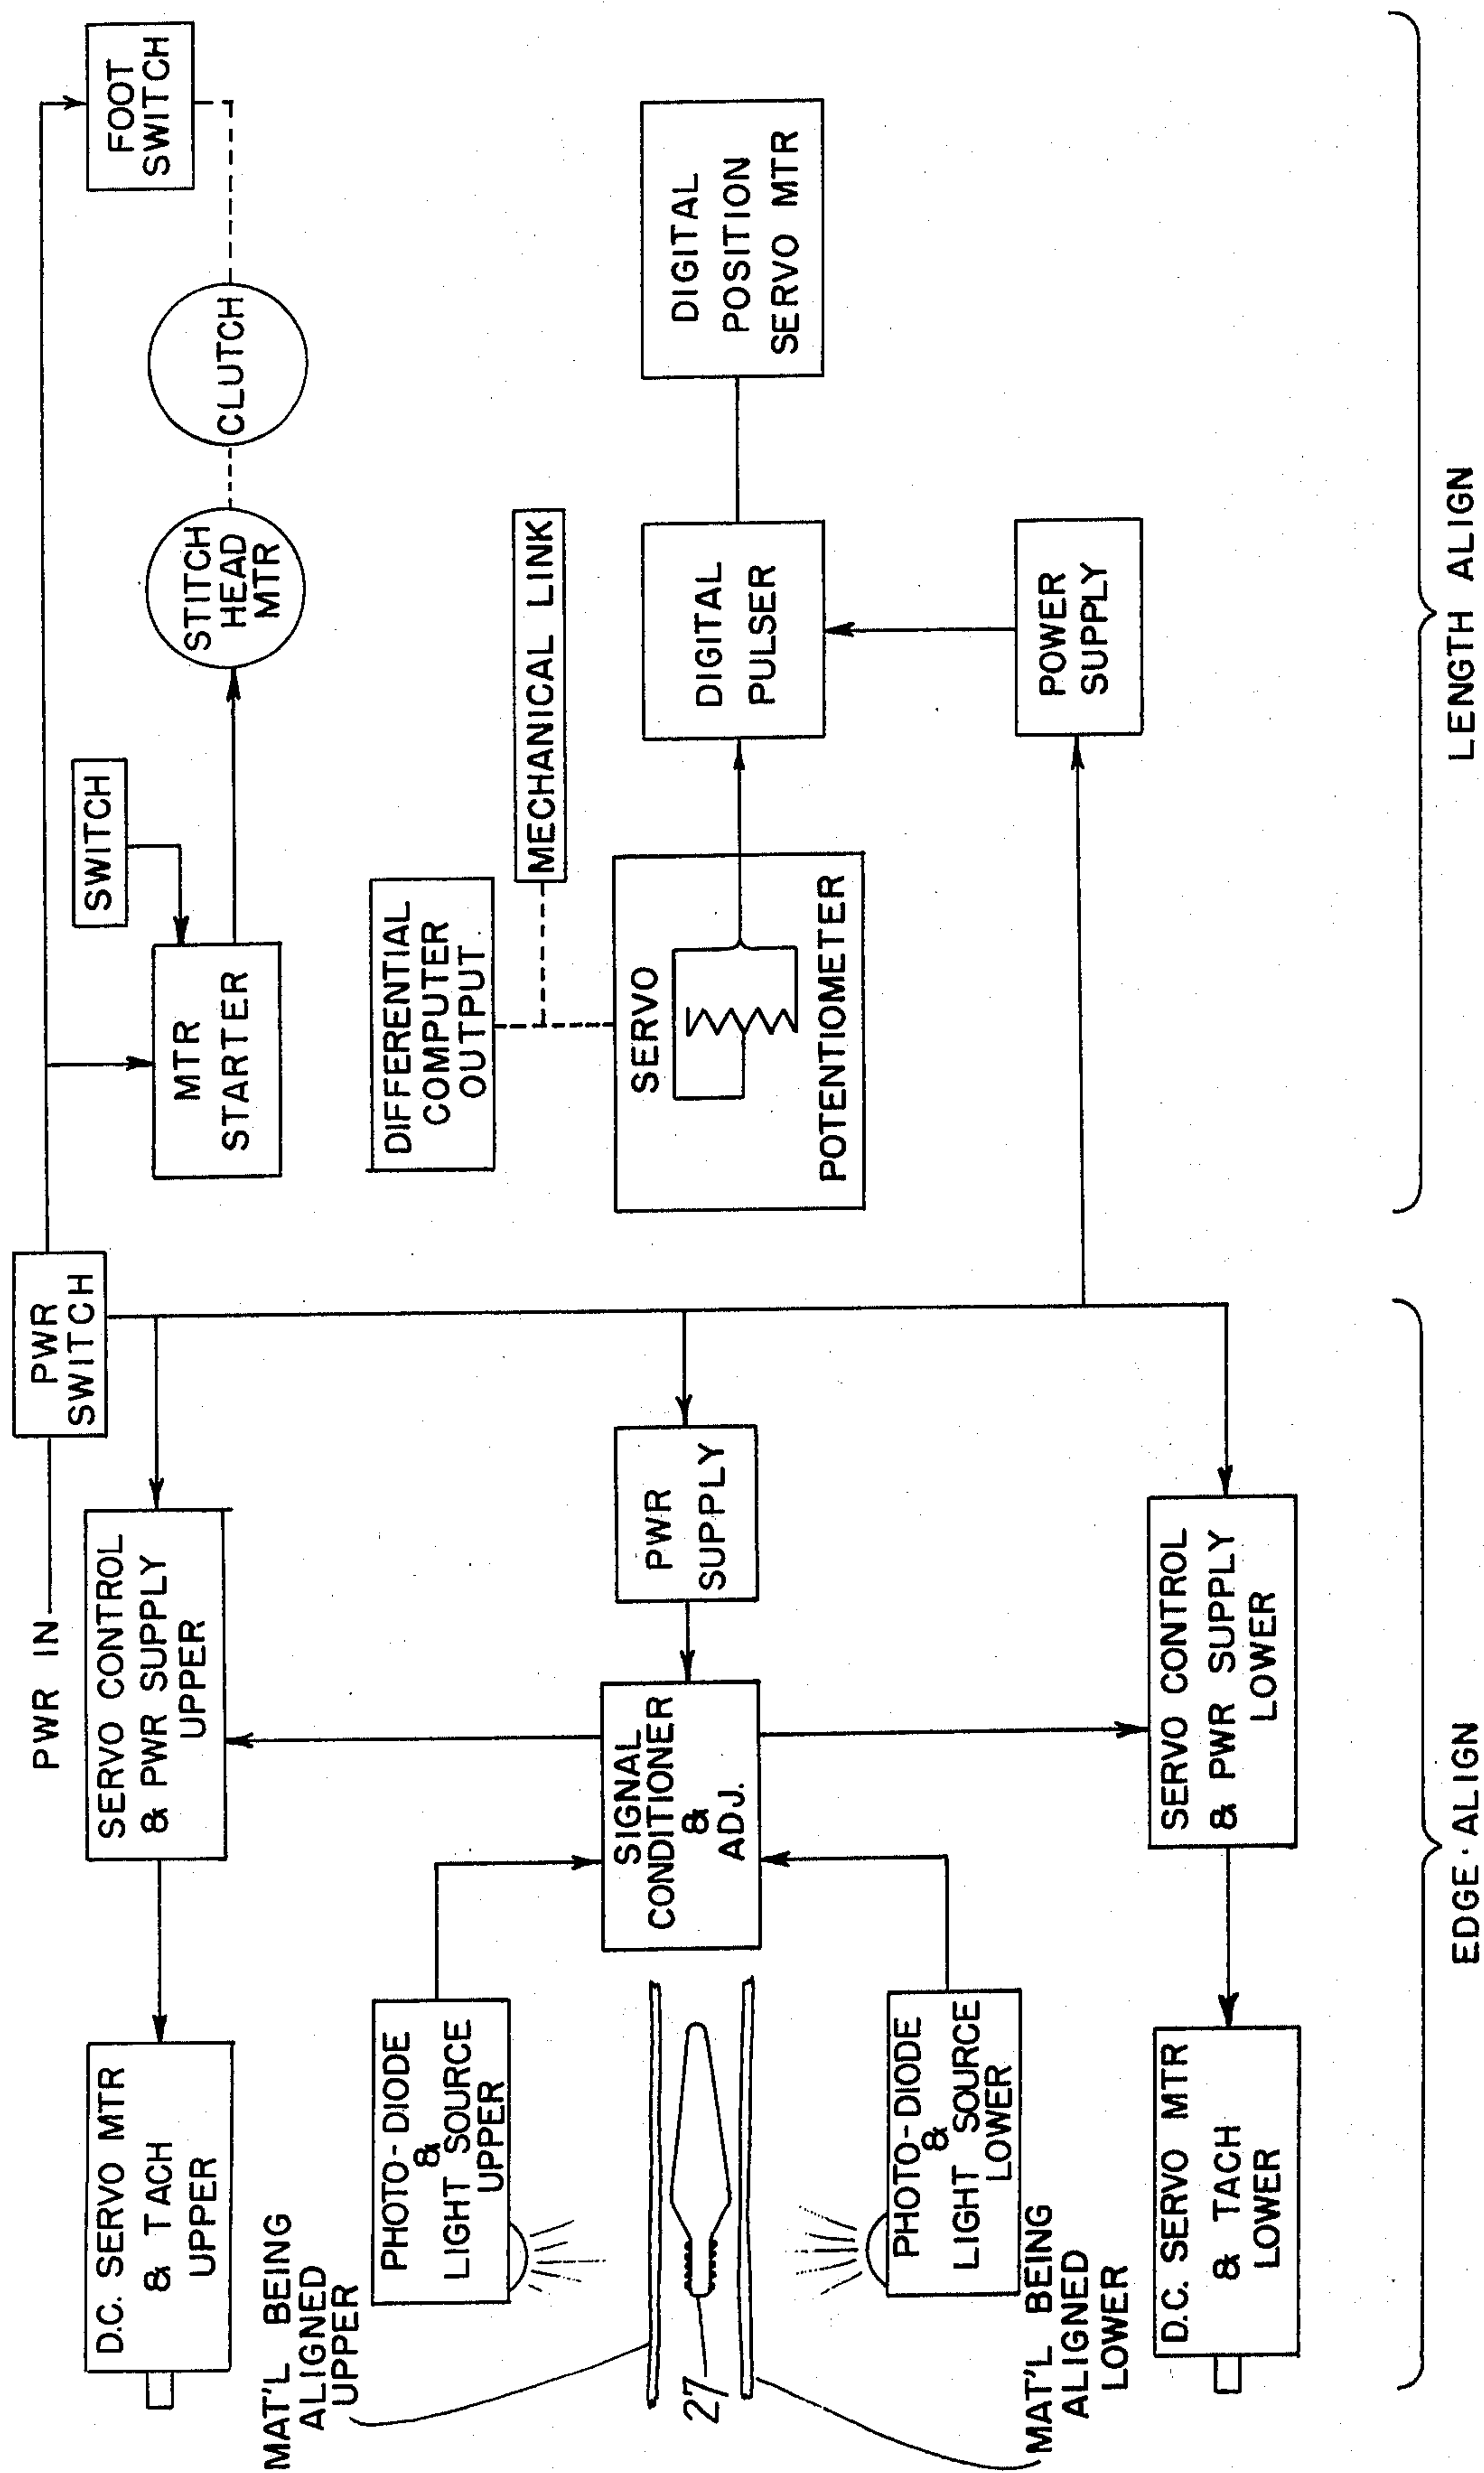 PWR IN
PWR
SWITCH
FOOT
SWITCH
SWITCH
MTR
STARTER
STITCH
HEAD
MTR
CLUTCH
D.C. SERVO MTR
& TACH
UPPER
SERVO CONTROL
& PWR SUPPLY
UPPER
MAT'L BEING
ALIGNED
UPPER
PHOTO-DIODE
&
LIGHT SOURCE
UPPER
DIFFERENTIAL
COMPUTER
OUTPUT
MECHANICAL LINK
27
SIGNAL
CONDITIONER
&
ADJ.
PWR
SUPPLY
SERVO
POTENTIOMETER
DIGITAL
PULSER
DIGITAL
POSITION
SERVO MTR
PHOTO-DIODE
&
LIGHT SOURCE
LOWER
MAT'L BEING
ALIGNED
LOWER
POWER
SUPPLY
D.C. SERVO MTR
& TACH
LOWER
SERVO CONTROL
& PWR SUPPLY
LOWER
EDGE·ALIGN
LENGTH ALIGN